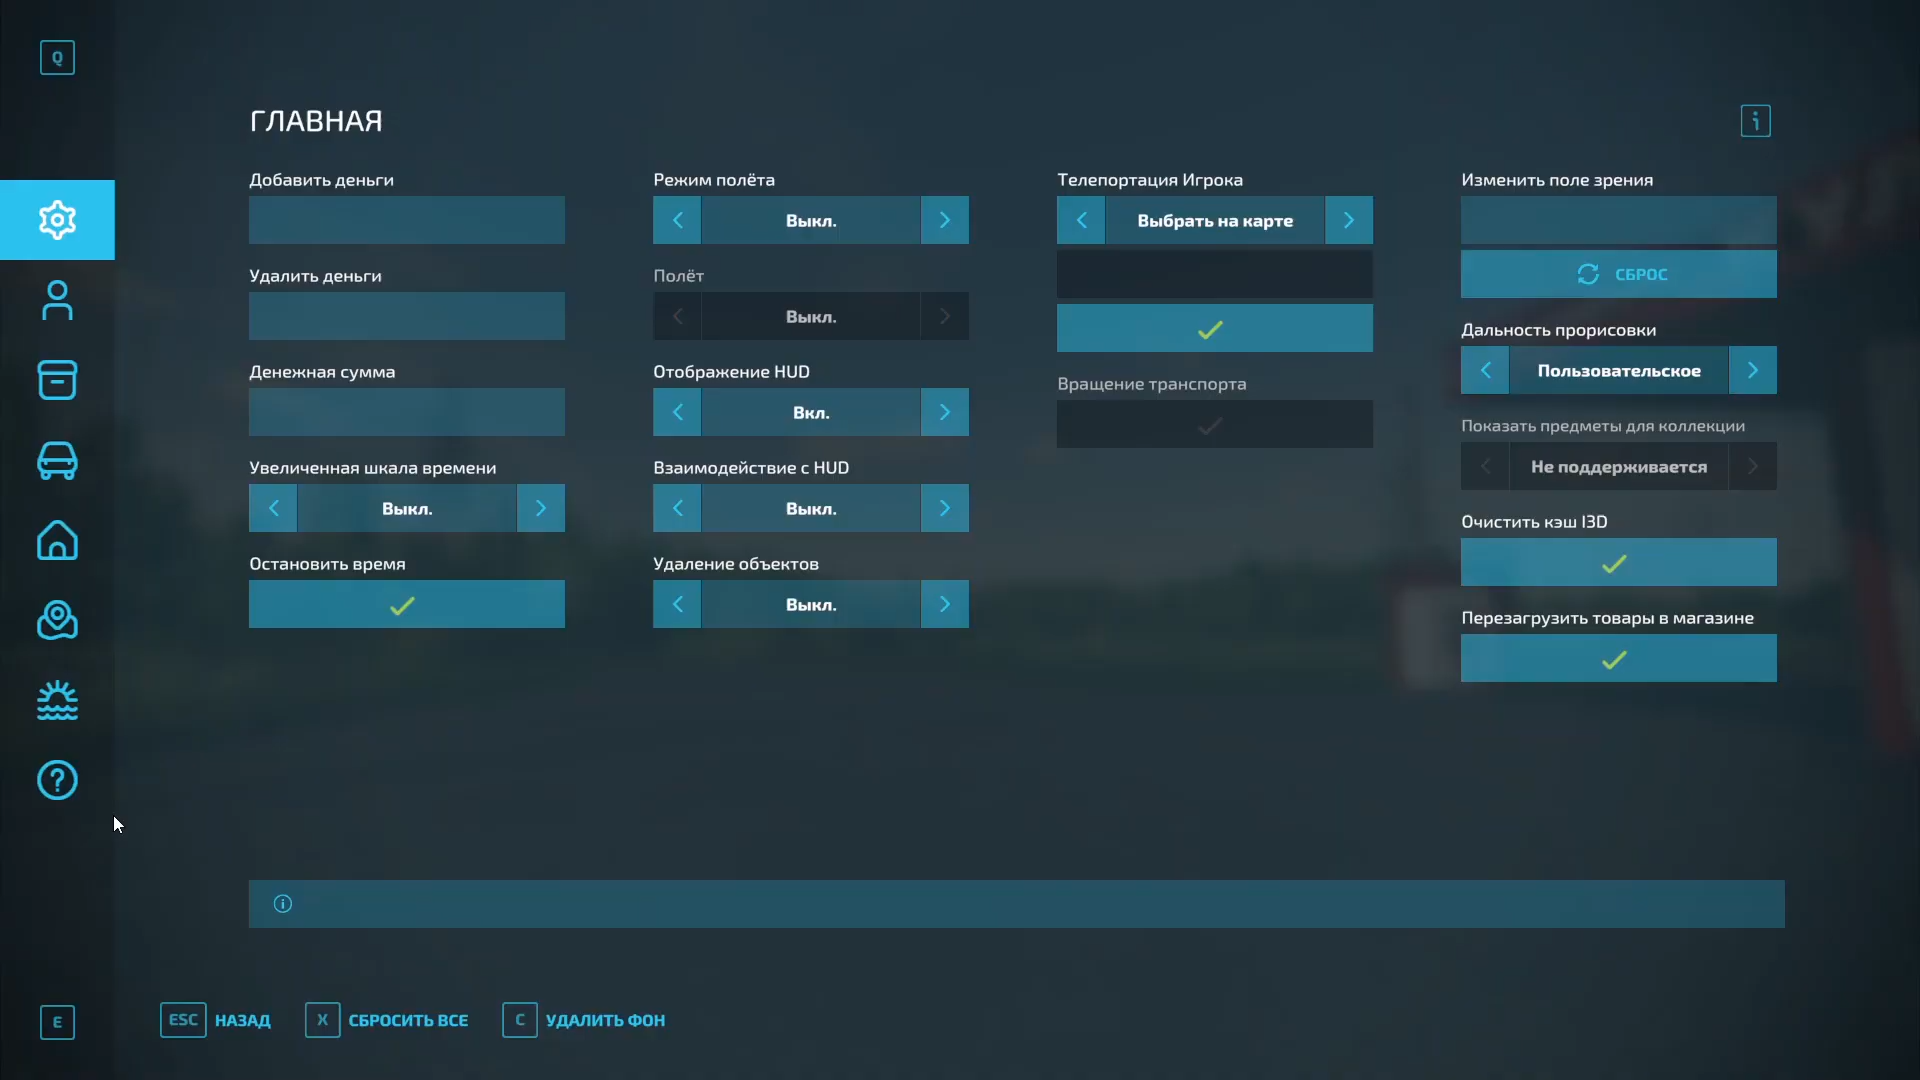 Q
ГЛАВНАЯ
Добавить деньги
Удалить деньги
Денежная сумма
Увеличенная шкала времени
Выкл.
Остановить время
Режим полёта
Выкл.
Полёт
Выкл.
Отображение HUD
Вкл.
Взаимодействие с HUD
Выкл.
Удаление объектов
Выкл.
Телепортация Игрока
Выбрать на карте
Вращение транспорта
Изменить поле зрения
СБРОС
Дальность прорисовки
Пользовательское
Показать предметы для коллекции
Не поддерживается
Очистить кэш I3D
Перезагрузить товары в магазине
E
ESC НАЗАД X СБРОСИТЬ ВСЕ C УДАЛИТЬ ФОН